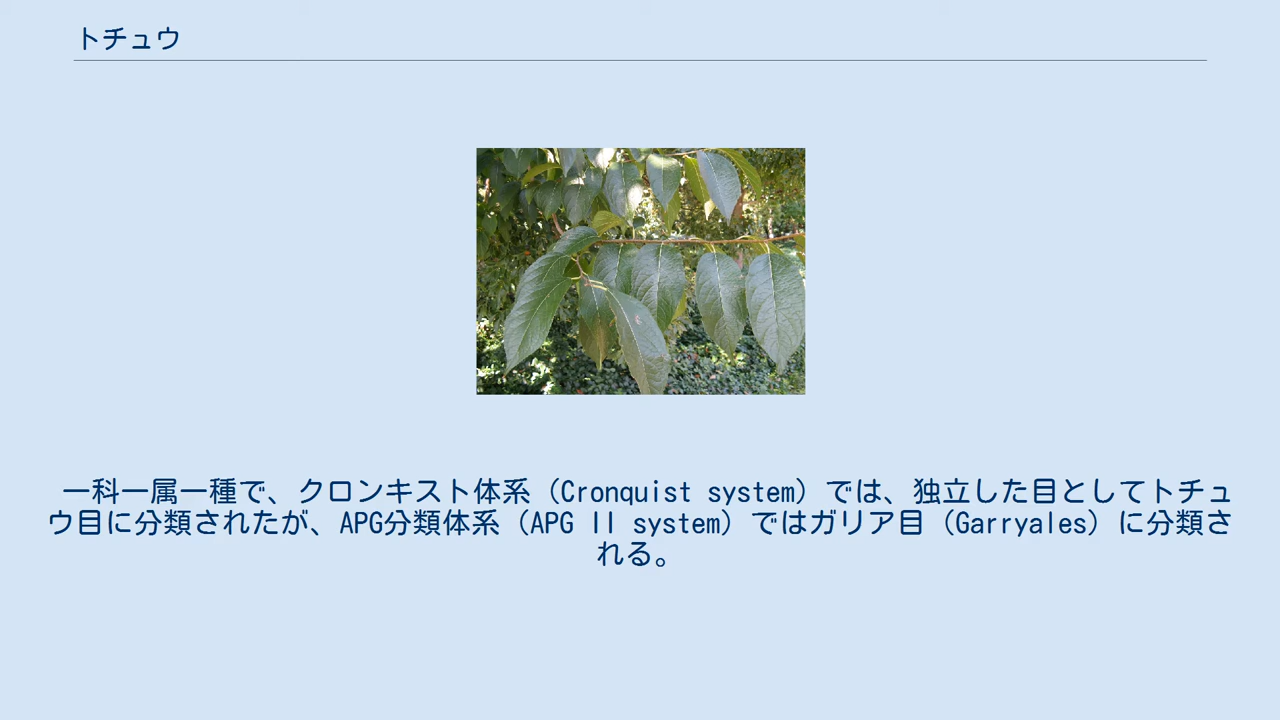 トチュウ
一科一属一種で、クロンキスト体系（Cronquist system）では、独立した目としてトチュ
ウ目に分類されたが、APG分類体系（APG II system）ではガリア目（Garryales）に分類さ
れる。